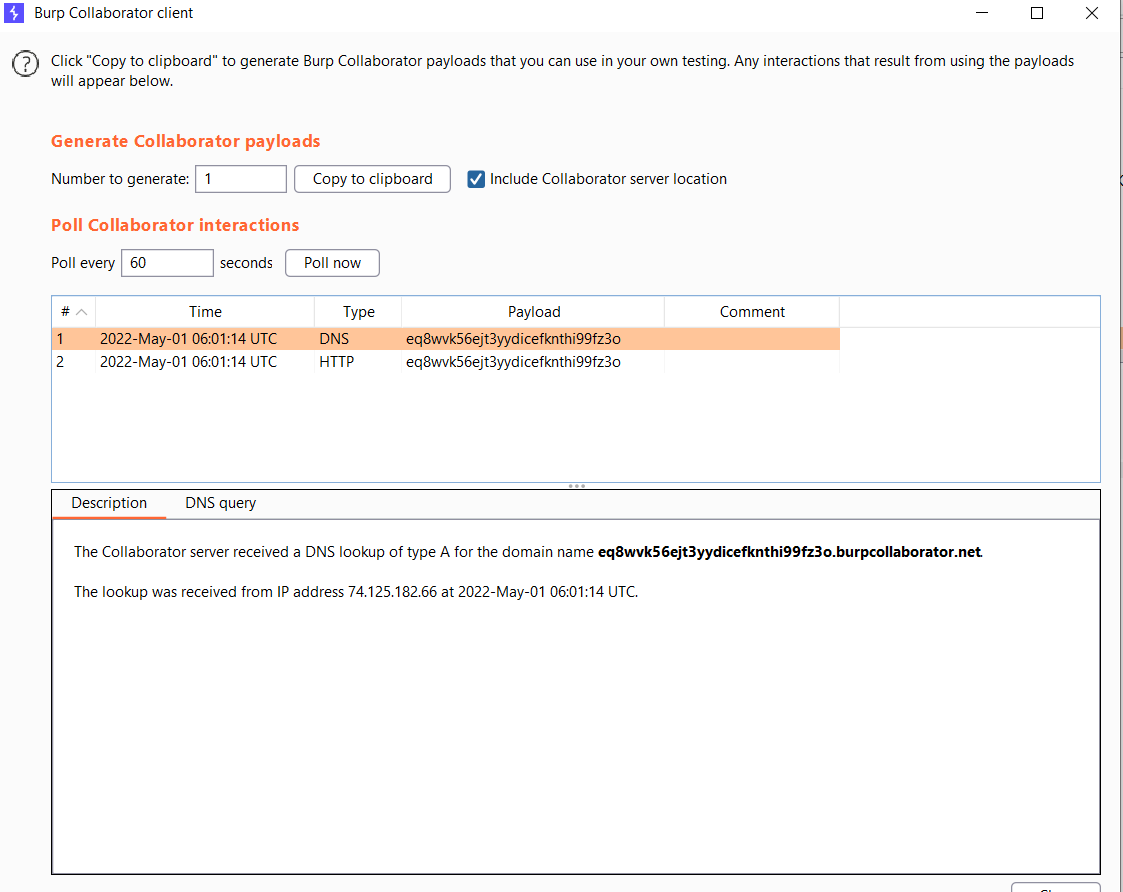 Burp Collaborator client
Click "Copy to clipboard" to generate Burp Collaborator payloads that you can use in your own testing. Any interactions that result from using the payloads
will appear below.
Generate Collaborator payloads
Number to generate: 1 Copy to clipboard Include Collaborator server location
Poll Collaborator interactions
Poll every 60 seconds Poll now
# Time Type Payload Comment
1 2022-May-01 06:01:14 UTC DNS eq8wvk56ejt3yydicefknthi99fz3o
2 2022-May-01 06:01:14 UTC HTTP eq8wvk56ejt3yydicefknthi99fz3o
Description DNS query
The Collaborator server received a DNS lookup of type A for the domain name eq8wvk56ejt3yydicefknthi99fz3o.burpcollaborator.net.
The lookup was received from IP address 74.125.182.66 at 2022-May-01 06:01:14 UTC.